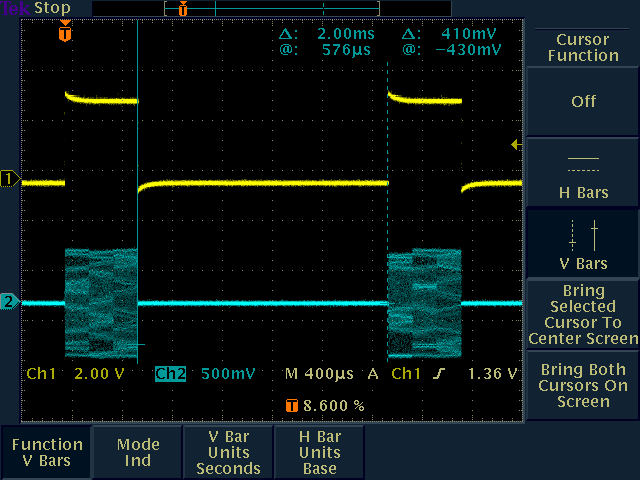 Tek Stop
T
T
Δ: 2.00ms Δ: 410mV
@: 576µs @: −430mV
1
2
Ch1 2.00 V Ch2 500mV M 400µs A Ch1 1.36 V
T 8.600 %
Cursor
Function
Off
H Bars
V Bars
Bring
Selected
Cursor To
Center Screen
Bring Both
Cursors On
Screen
Function
V Bars
Mode
Ind
V Bar
Units
Seconds
H Bar
Units
Base